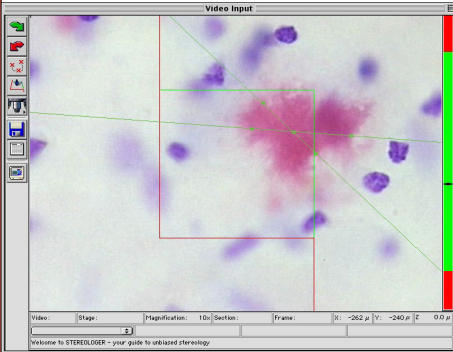 Video Input
Video: Stage: Magnification: 10x Section: Frame: X: -262 µ Y: -240 µ Z 0.0 µ
Welcome to STEREOLOGER - your guide to unbiased stereology